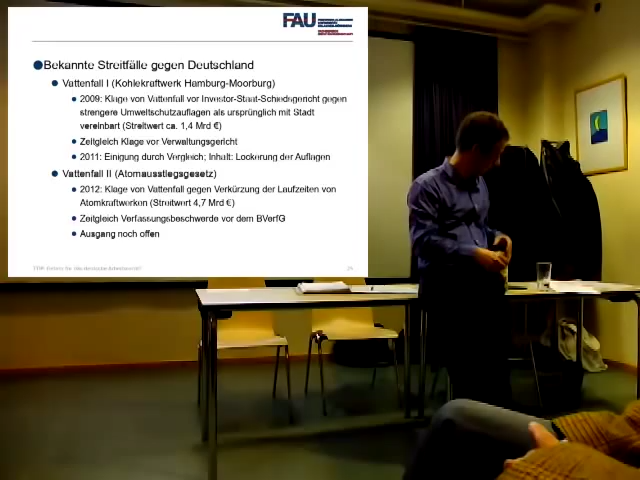 FAU
Bekannte Streitfälle gegen Deutschland
Vattenfall I (Kohlekraftwerk Hamburg-Moorburg)
2009: Klage von Vattenfall vor Investor-Staat-Schiedsgericht gegen
strengere Umweltschutzauflagen als ursprünglich mit Stadt
vereinbart (Streitwert ca. 1,4 Mrd €)
Zeitgleich Klage vor Verwaltungsgericht
2011: Einigung durch Vergleich; Inhalt: Lockerung der Auflagen
Vattenfall II (Atomausstiegsgesetz)
2012: Klage von Vattenfall gegen Verkürzung der Laufzeiten von
Atomkraftwerken (Streitwert 4,7 Mrd €)
Zeitgleich Verfassungsbeschwerde vor dem BVerfG
Ausgang noch offen